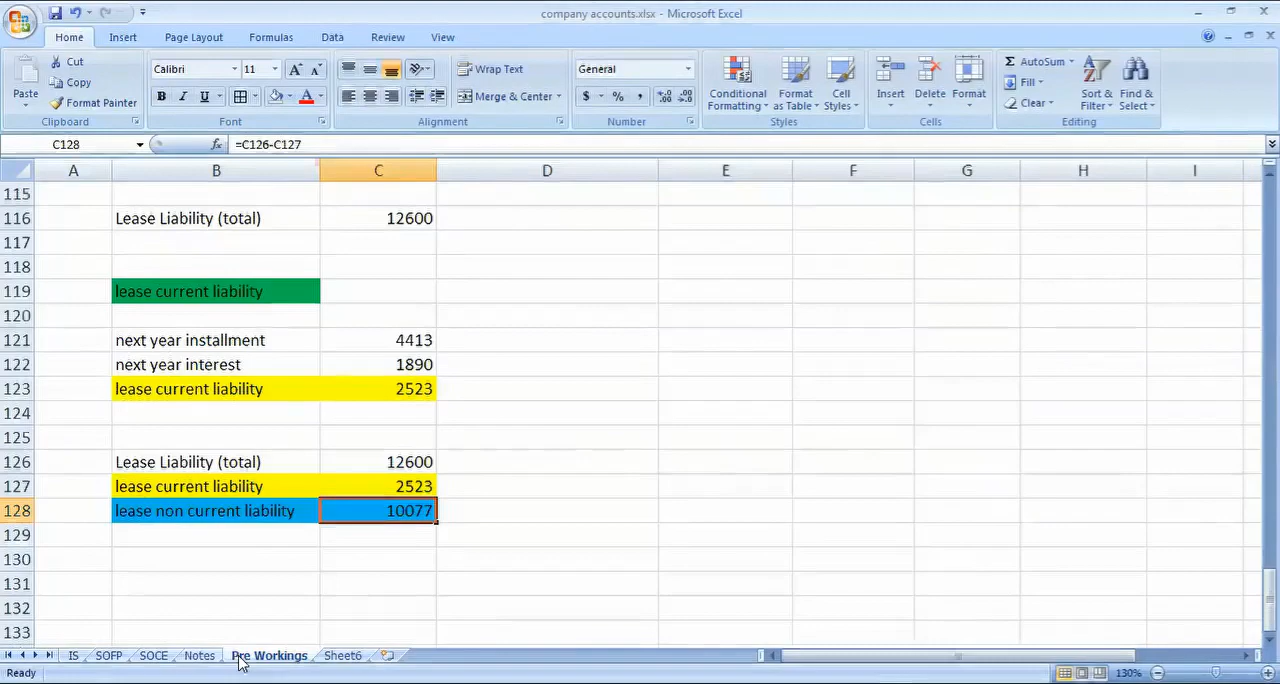 company accounts.xlsx - Microsoft Excel
Home Insert Page Layout Formulas Data Review View
Paste
Cut
Copy
Format Painter
Clipboard
Calibri 11
B I U
Font
Wrap Text
Merge & Center
Alignment
General
$ % ,
Number
Conditional Formatting
Format as Table
Cell Styles
Styles
Insert Delete Format
Cells
Σ AutoSum
Fill
Clear
Sort & Filter
Find & Select
Editing
C128 fx =C126-C127
A B C D E F G H I
115
116 Lease Liability (total) 12600
117
118
119 lease current liability
120
121 next year installment 4413
122 next year interest 1890
123 lease current liability 2523
124
125
126 Lease Liability (total) 12600
127 lease current liability 2523
128 lease non current liability 10077
129
130
131
132
133
IS SOFP SOCE Notes Pre Workings Sheet6
Ready 130%